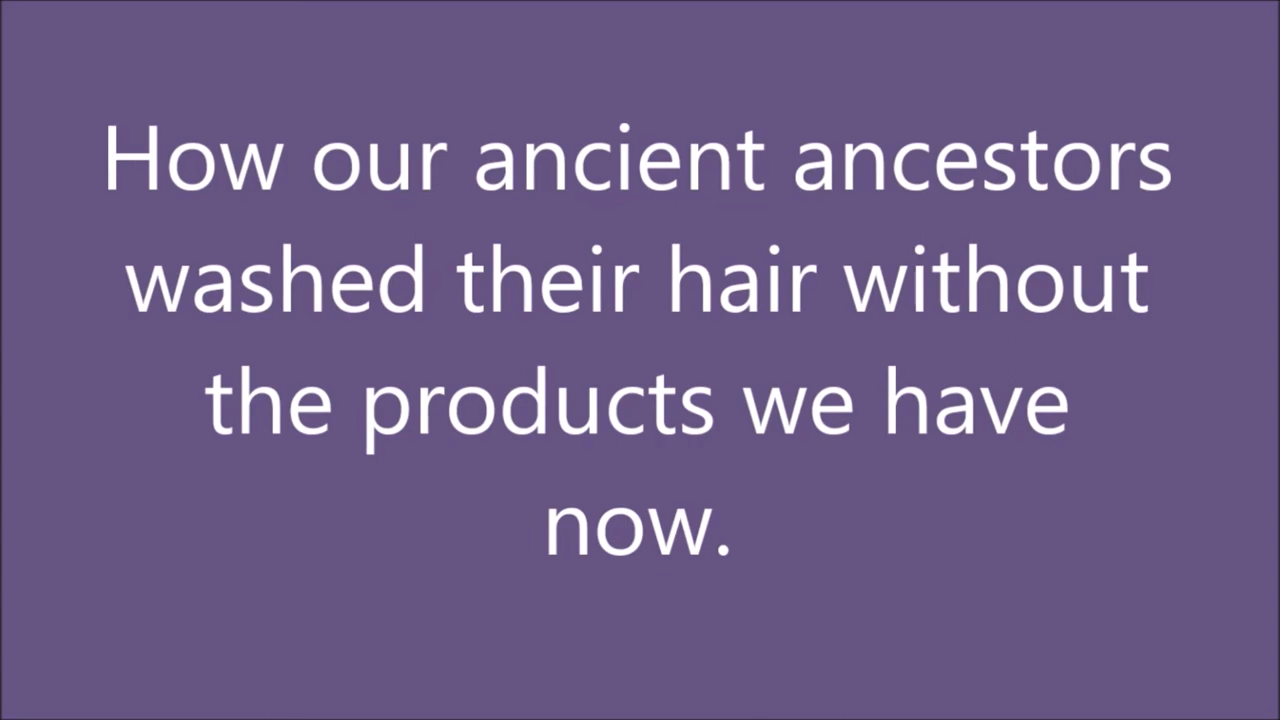 How our ancient ancestors
washed their hair without
the products we have
now.